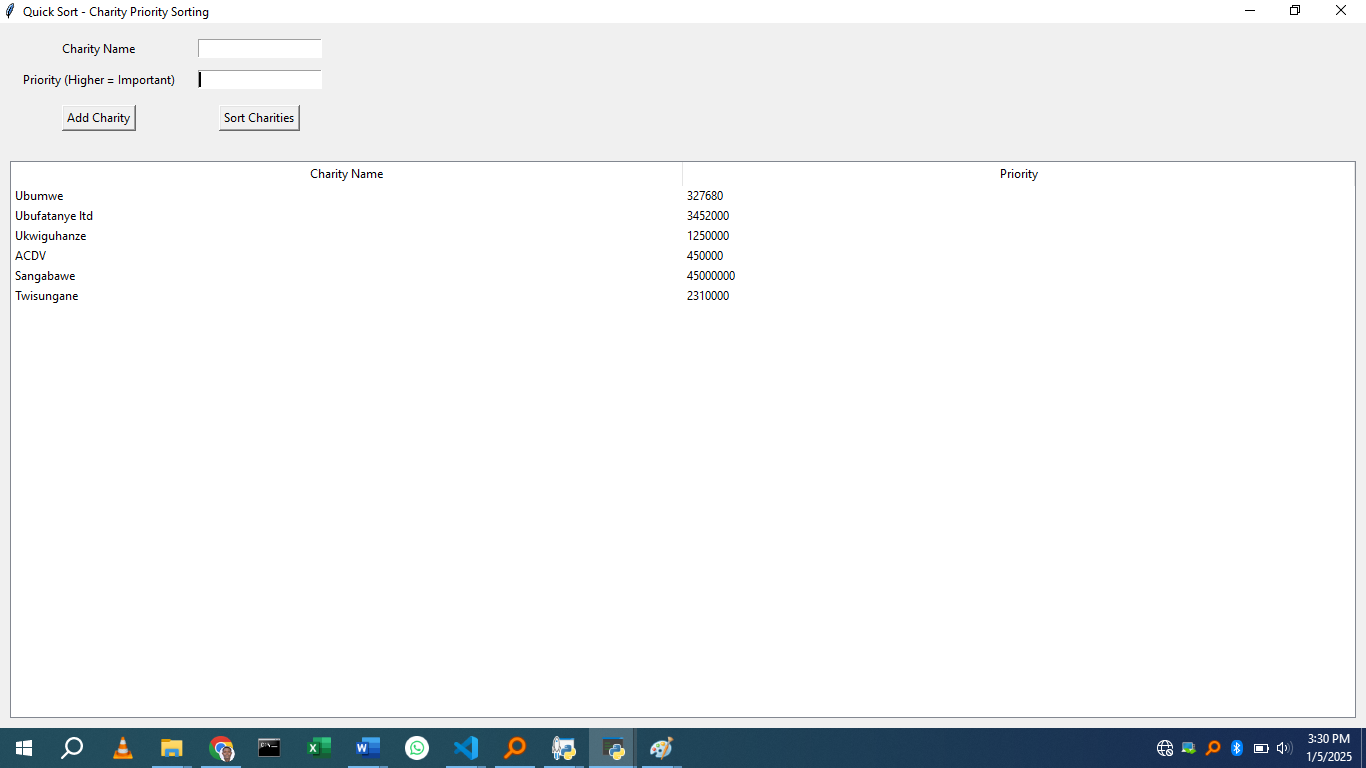 Quick Sort - Charity Priority Sorting
Charity Name
Priority (Higher = Important)
Add Charity Sort Charities
Charity Name Priority
Ubumwe 327680
Ubufatanye ltd 3452000
Ukwiguhanze 1250000
ACDV 450000
Sangabawe 45000000
Twisungane 2310000
3:30 PM
1/5/2025